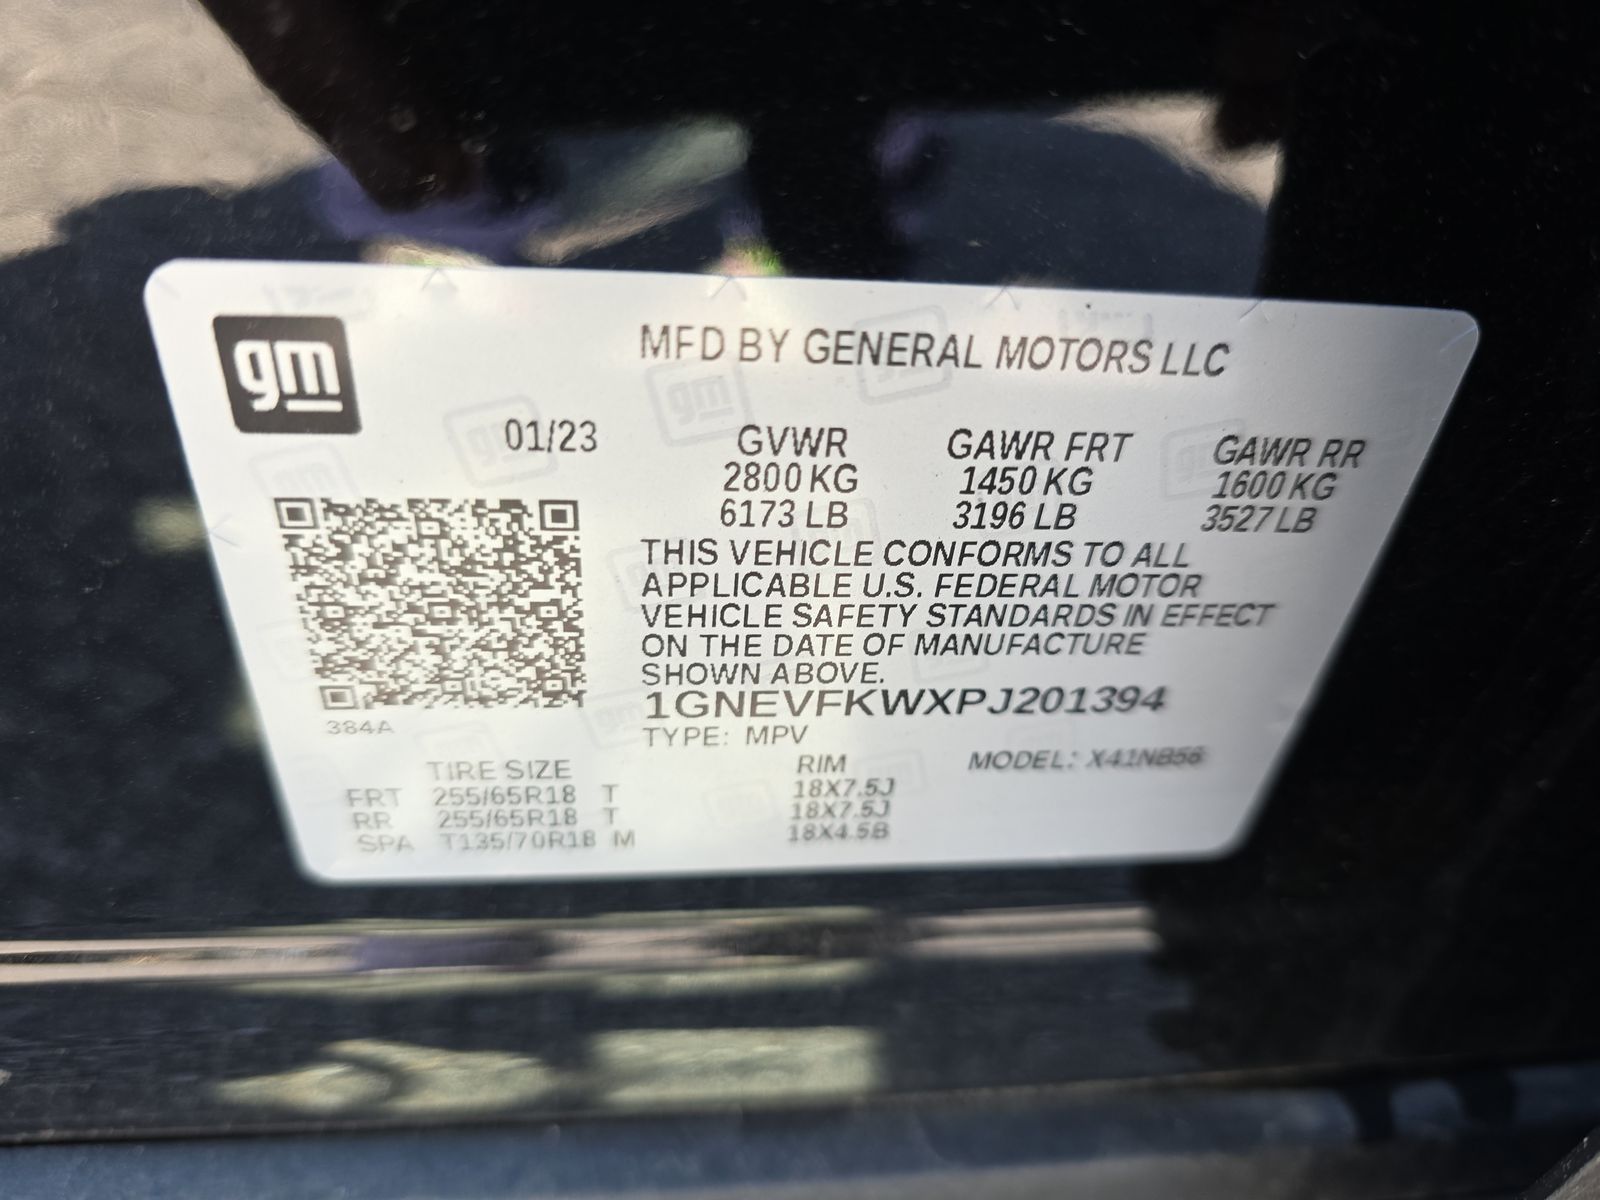 gm
MFD BY GENERAL MOTORS LLC
01/23 GVWR GAWR FRT GAWR RR
2800 KG 1450 KG 1600 KG
6173 LB 3196 LB 3527 LB
THIS VEHICLE CONFORMS TO ALL
APPLICABLE U.S. FEDERAL MOTOR
VEHICLE SAFETY STANDARDS IN EFFECT
ON THE DATE OF MANUFACTURE
SHOWN ABOVE.
1GNEVFKWXPJ201394
384A
TYPE: MPV
MODEL: X41NB56
TIRE SIZE RIM
FRT 255/65R18 T 18X7.5J
RR 255/65R18 T 18X7.5J
SPA T135/70R18 M 18X4.5B